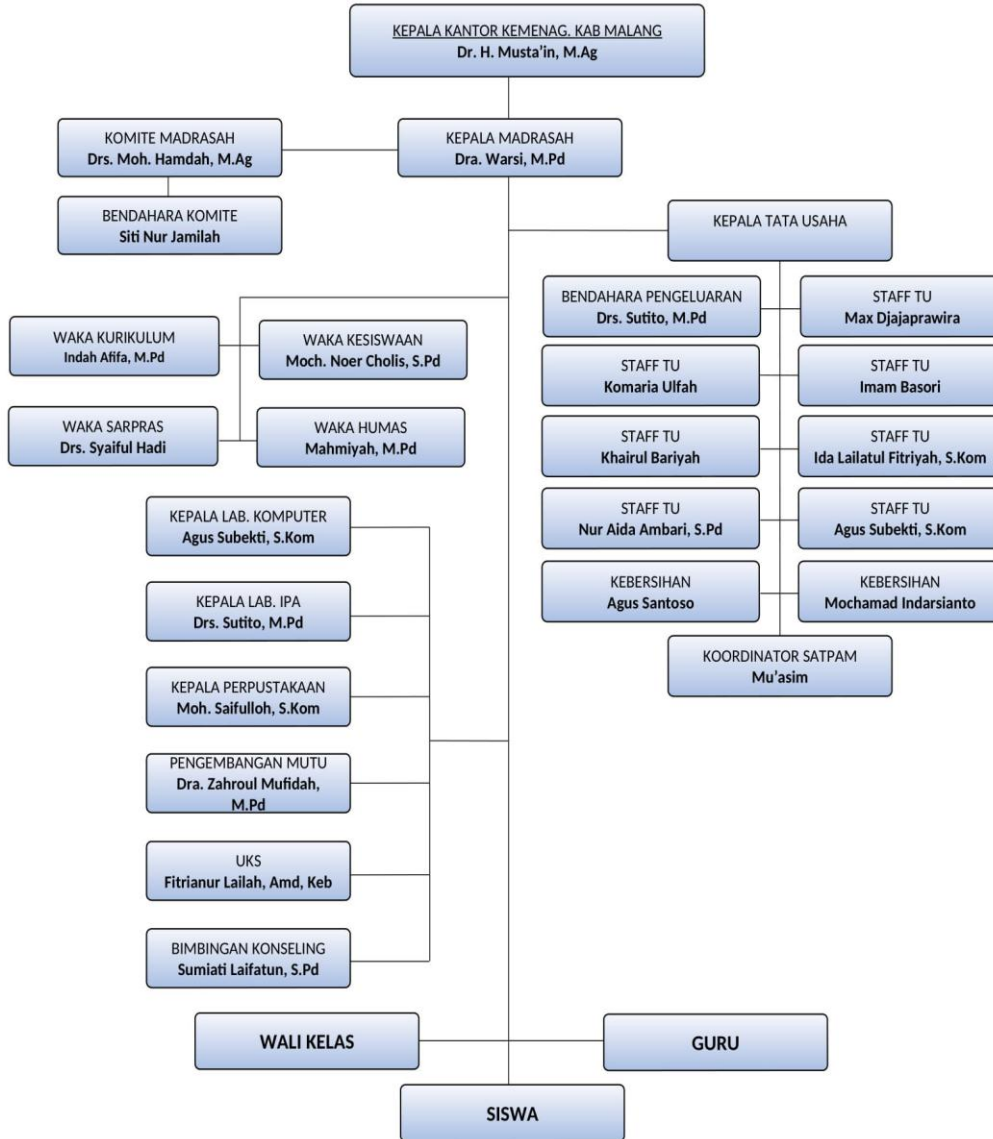 KEPALA KANTOR KEMENAG. KAB MALANG
Dr. H. Musta’in, M.Ag
KOMITE MADRASAH
Drs. Moh. Hamdah, M.Ag
KEPALA MADRASAH
Dra. Warsi, M.Pd
BENDAHARA KOMITE
Siti Nur Jamilah
KEPALA TATA USAHA
BENDAHARA PENGELUARAN
Drs. Sutito, M.Pd
STAFF TU
Max Djajaprawira
WAKA KURIKULUM
Indah Afifa, M.Pd
WAKA KESISWAAN
Moch. Noer Cholis, S.Pd
STAFF TU
Komaria Ulfah
STAFF TU
Imam Basori
WAKA SARPRAS
Drs. Syaiful Hadi
WAKA HUMAS
Mahmiyah, M.Pd
STAFF TU
Khairul Bariyah
STAFF TU
Ida Lailatul Fitriyah, S.Kom
KEPALA LAB. KOMPUTER
Agus Subekti, S.Kom
STAFF TU
Nur Aida Ambari, S.Pd
STAFF TU
Agus Subekti, S.Kom
KEPALA LAB. IPA
Drs. Sutito, M.Pd
KEBERSIHAN
Agus Santoso
KEBERSIHAN
Mochamad Indarsianto
KOORDINATOR SATPAM
Mu’asim
KEPALA PERPUSTAKAAN
Moh. Saifulloh, S.Kom
PENGEMBANGAN MUTU
Dra. Zahroul Mufidah,
M.Pd
UKS
Fitrianur Lailah, Amd, Keb
BIMBINGAN KONSELING
Sumiati Laifatun, S.Pd
WALI KELAS
GURU
SISWA